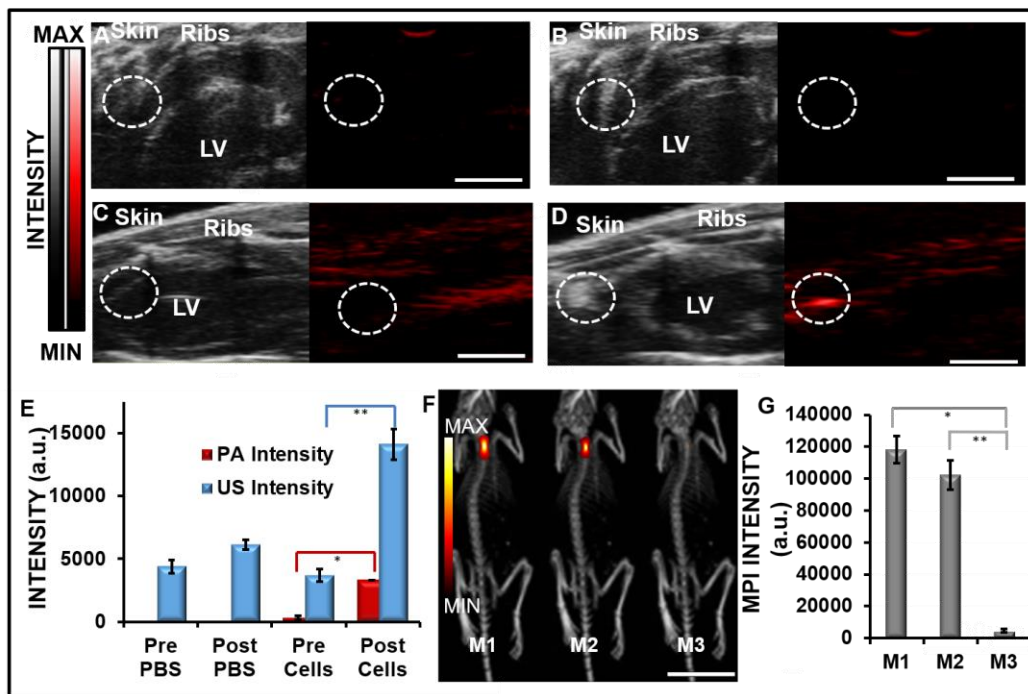 MAX
INTENSITY
MIN
A Skin Ribs
LV
B Ribs
LV
C Skin Ribs
LV
D Skin Ribs
LV
E
INTENSITY (a.u.)
15000
10000
5000
0
PA Intensity
US Intensity
**
*
Pre PBS
Post PBS
Pre Cells
Post Cells
F
MAX
MIN
M1 M2 M3
G
MPI INTENSITY
(a.u.)
140000
120000
100000
80000
60000
40000
20000
0
*
**
M1 M2 M3